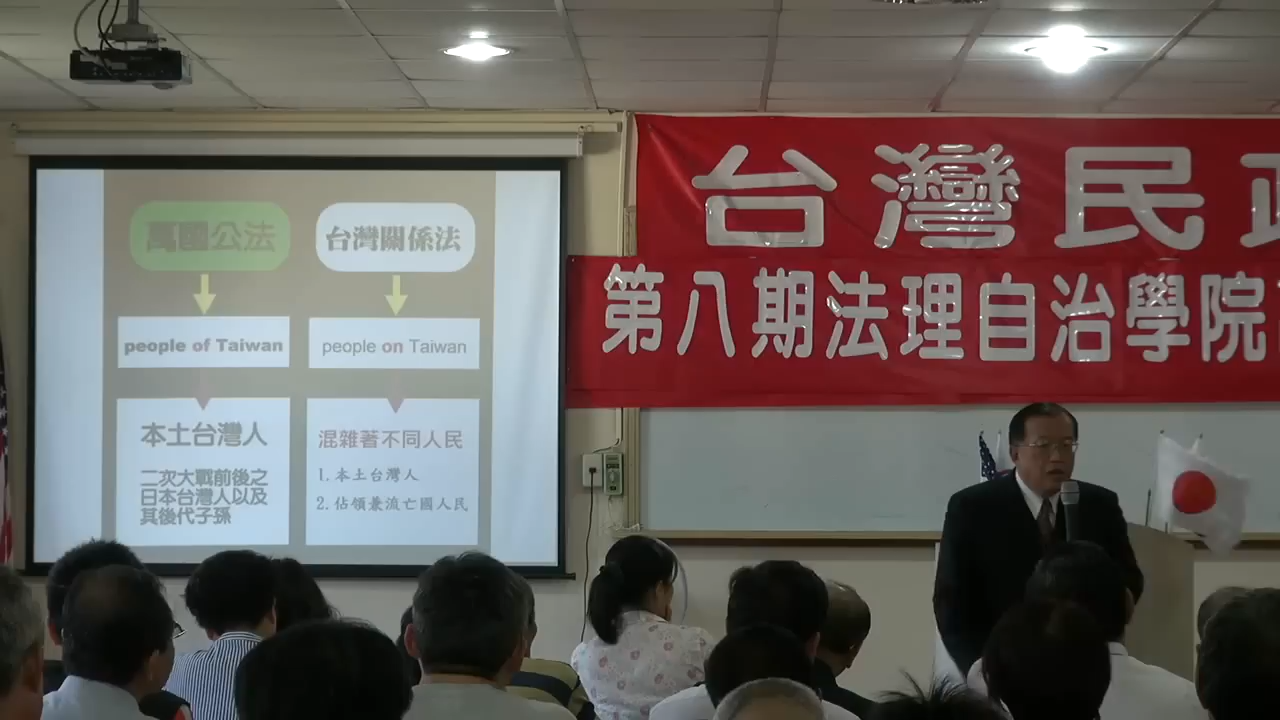 萬國公法
台灣關係法
people of Taiwan
people on Taiwan
本土台灣人
二次大戰前後之
日本台灣人以及
其後代子孫
混雜著不同人民
1. 本土台灣人
2. 佔領兼流亡國人民
台灣民政
第八期法理自治學院